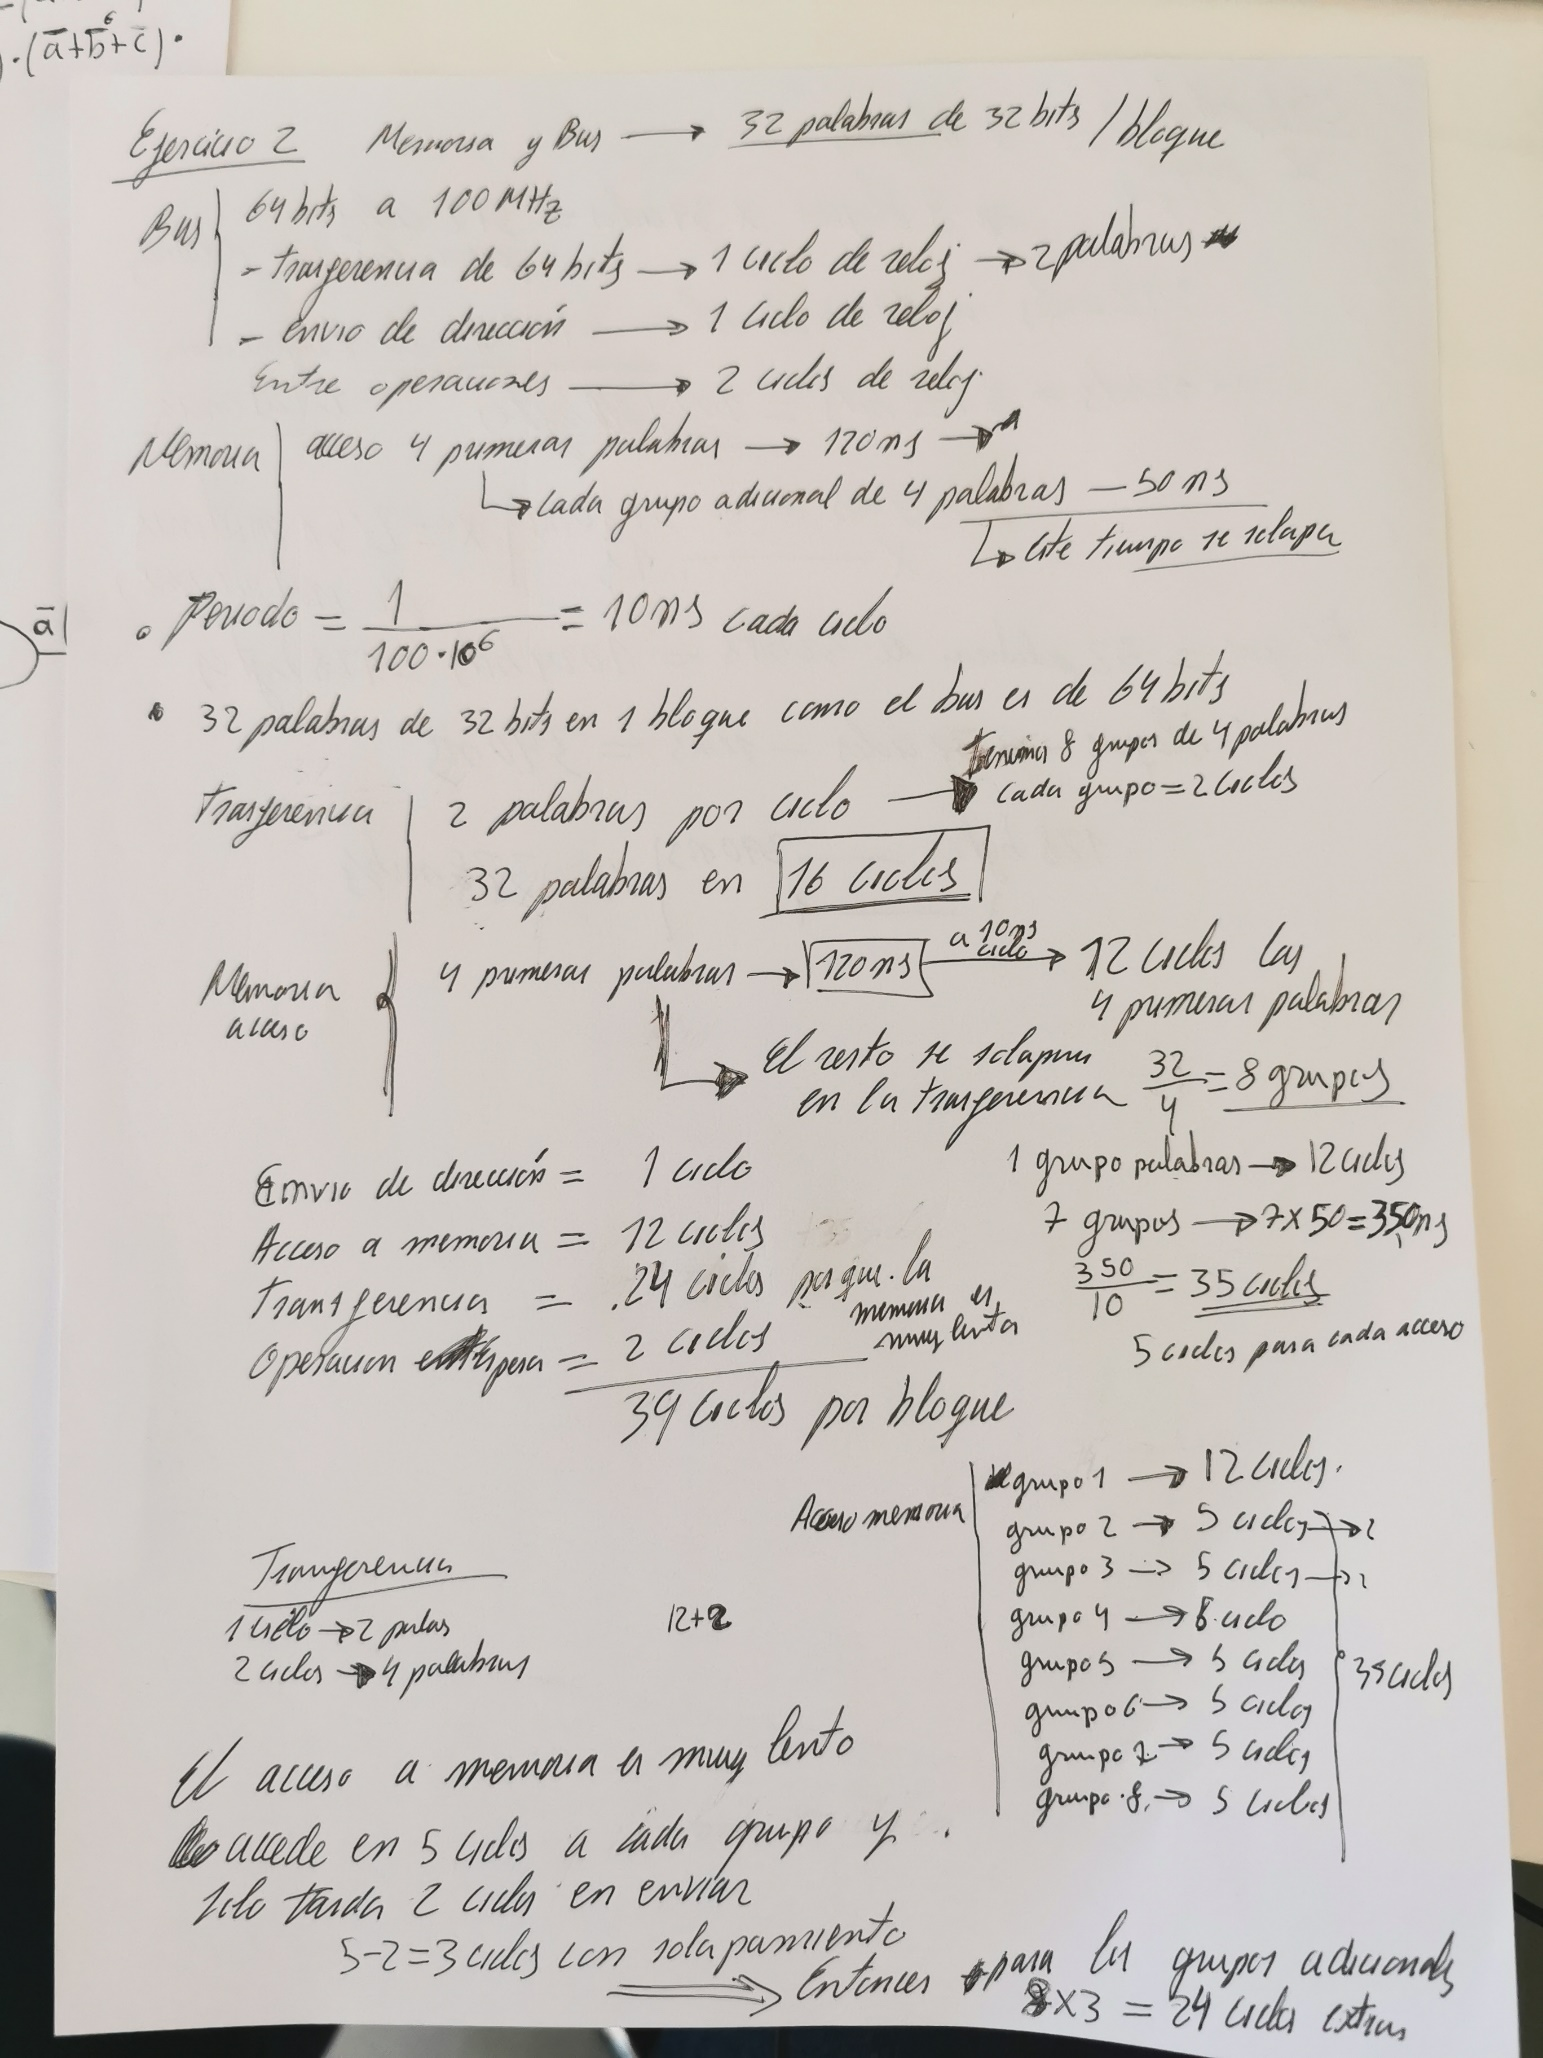 ·(a̅+b̅+c̅)·
6
a̅
Ejercicio 2 Memoria y Bus → 32 palabras de 32 bits / bloque
Bus 64 bits a 100 MHz
- trasferencia de 64 bits → 1 ciclo de reloj → 2 palabras
- envio de dirección → 1 ciclo de reloj
Entre operaciones → 2 ciclos de reloj
Memoria acceso 4 primeras palabras → 120 ns →
↳ cada grupo adicional de 4 palabras — 50 ns
↳ este tiempo se solapa
Periodo = 1 / 100·10⁶ = 10 ns cada ciclo
32 palabras de 32 bits en 1 bloque como el bus es de 64 bits
tenemos 8 grupos de 4 palabras
Trasferencia 2 palabras por ciclo → cada grupo = 2 ciclos
32 palabras en 16 ciclos
Memoria acceso 4 primeras palabras → 120 ns a 10 ns ciclo → 12 ciclos las
4 primeras palabras
↳ El resto se solapan
en la trasferencia 32/4 = 8 grupos
Envio de dirección = 1 ciclo
1 grupo palabras → 12 ciclos
Acceso a memoria = 12 ciclos
7 grupos → 7x50 = 350 ns
Transferencia = 24 ciclos porque la
memoria es
muy lenta
350/10 = 35 ciclos
Operacion espera = 2 ciclos
5 ciclos para cada acceso
39 ciclos por bloque
Acceso memoria
grupo 1 → 12 ciclos.
grupo 2 → 5 ciclos → 2
grupo 3 → 5 ciclos → 2
grupo 4 → ciclo
grupo 5 → 5 ciclos
grupo 6 → 5 ciclos
grupo 7 → 5 ciclos
grupo 8 → 5 ciclos
35 ciclos
Transferencia
1 ciclo → 2 palas
2 ciclos → 4 palabras
12+2
El acceso a memoria es muy lento
accede en 5 ciclos a cada grupo y
solo tarda 2 ciclos en enviar
5-2=3 ciclos con solapamiento
⟹ Entonces para los grupos adicionales
8x3 = 24 ciclos extras